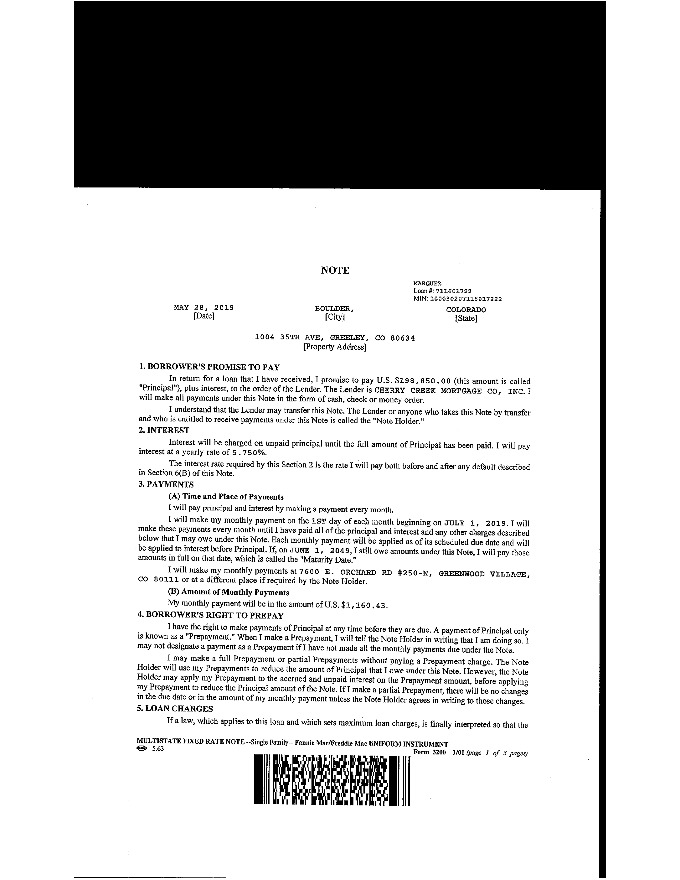 NOTE
MARQUEZ
Loan #:
MIN:
MAY 28, 2019
BOULDER,
COLORADO
[Date]
[City]
[State]
1004 35TH AVE, GREELEY, CO 80634
[Property Address]
1. BORROWER'S PROMISE TO PAY
In return for a loan that I have received, I promise to pay U.S. (this amount is called
"Principal"), plus interest, to the order of the Lender. The Lender is CHERRY CREEK MORTGAGE CO, INC. I
will make all payments under this Note in the form of cash, check or money order.
I understand that the Lender may transfer this Note. The Lender or anyone who takes this Note by transfer
and who is entitled to receive payments under this Note is called the "Note Holder."
2. INTEREST
Interest will be charged on unpaid principal until the full amount of Principal has been paid. I will pay
interest at a yearly rate of 5.750%.
The interest rate required by this Section 2 is the rate I will pay both before and after any default described
in Section 6(B) of this Note.
3. PAYMENTS
(A) Time and Place of Payments
I will pay principal and interest by making a payment every month.
I will make my monthly payment on the 1ST day of each month beginning on JULY 1, 2019. I will
make these payments every month until I have paid all of the principal and interest and any other charges described
below that I may owe under this Note. Each monthly payment will be applied as of its scheduled due date and will
be applied to interest before Principal. If, on JUNE 1, 2049, I still owe amounts under this Note, I will pay those
amounts in full on that date, which is called the "Maturity Date."
I will make my monthly payments at 7600 E. ORCHARD RD #250-N, GREENWOOD VILLAGE,
CO 80111 or at a different place if required by the Note Holder.
(B) Amount of Monthly Payments
My monthly payment will be in the amount of U.S. $1,160.43.
4. BORROWER'S RIGHT TO PREPAY
I have the right to make payments of Principal at any time before they are due. A payment of Principal only
is known as a "Prepayment." When I make a Prepayment, I will tell the Note Holder in writing that I am doing so. I
may not designate a payment as a Prepayment if I have not made all the monthly payments due under the Note.
I may make a full Prepayment or partial Prepayments without paying a Prepayment charge. The Note
Holder will use my Prepayments to reduce the amount of Principal that I owe under this Note. However, the Note
Holder may apply my Prepayment to the accrued and unpaid interest on the Prepayment amount, before applying
my Prepayment to reduce the Principal amount of the Note. If I make a partial Prepayment, there will be no changes
in the due date or in the amount of my monthly payment unless the Note Holder agrees in writing to those changes.
5. LOAN CHARGES
If a law, which applies to this loan and which sets maximum loan charges, is finally interpreted so that the
MULTISTATE FIXED RATE NOTE--Single Family--Fannie Mae/Freddie Mac UNIFORM INSTRUMENT
5.63
Form 3200 1/01 (page 1 of 3 pages)